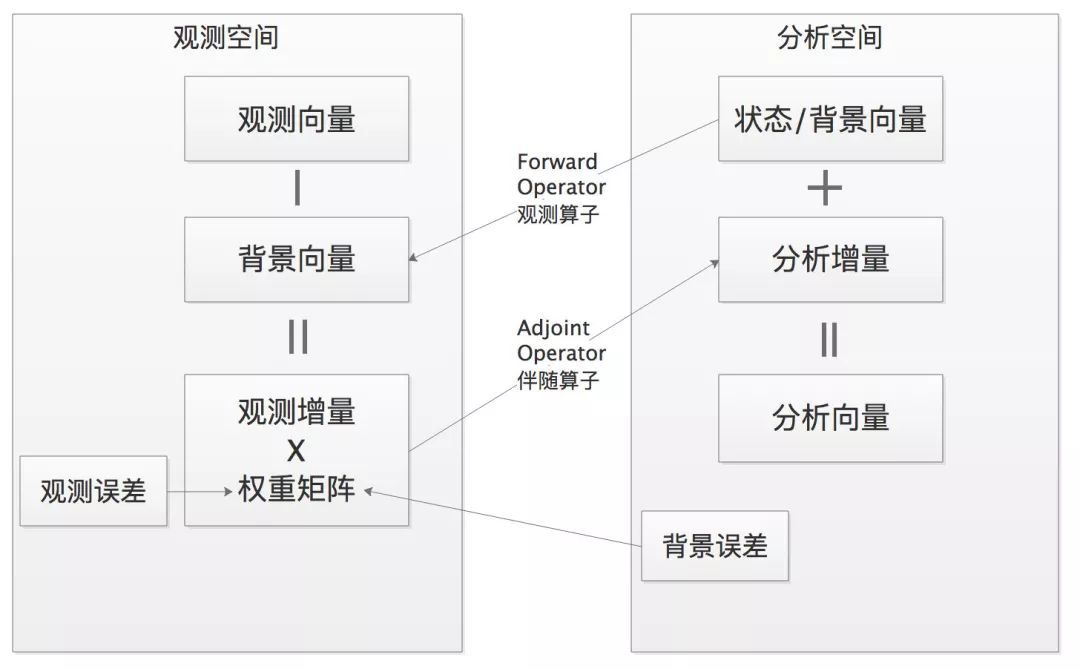 观测空间
观测向量
背景向量
观测增量
X
权重矩阵
观测误差
Forward
Operator
观测算子
Adjoint
Operator
伴随算子
分析空间
状态/背景向量
+
分析增量
分析向量
背景误差